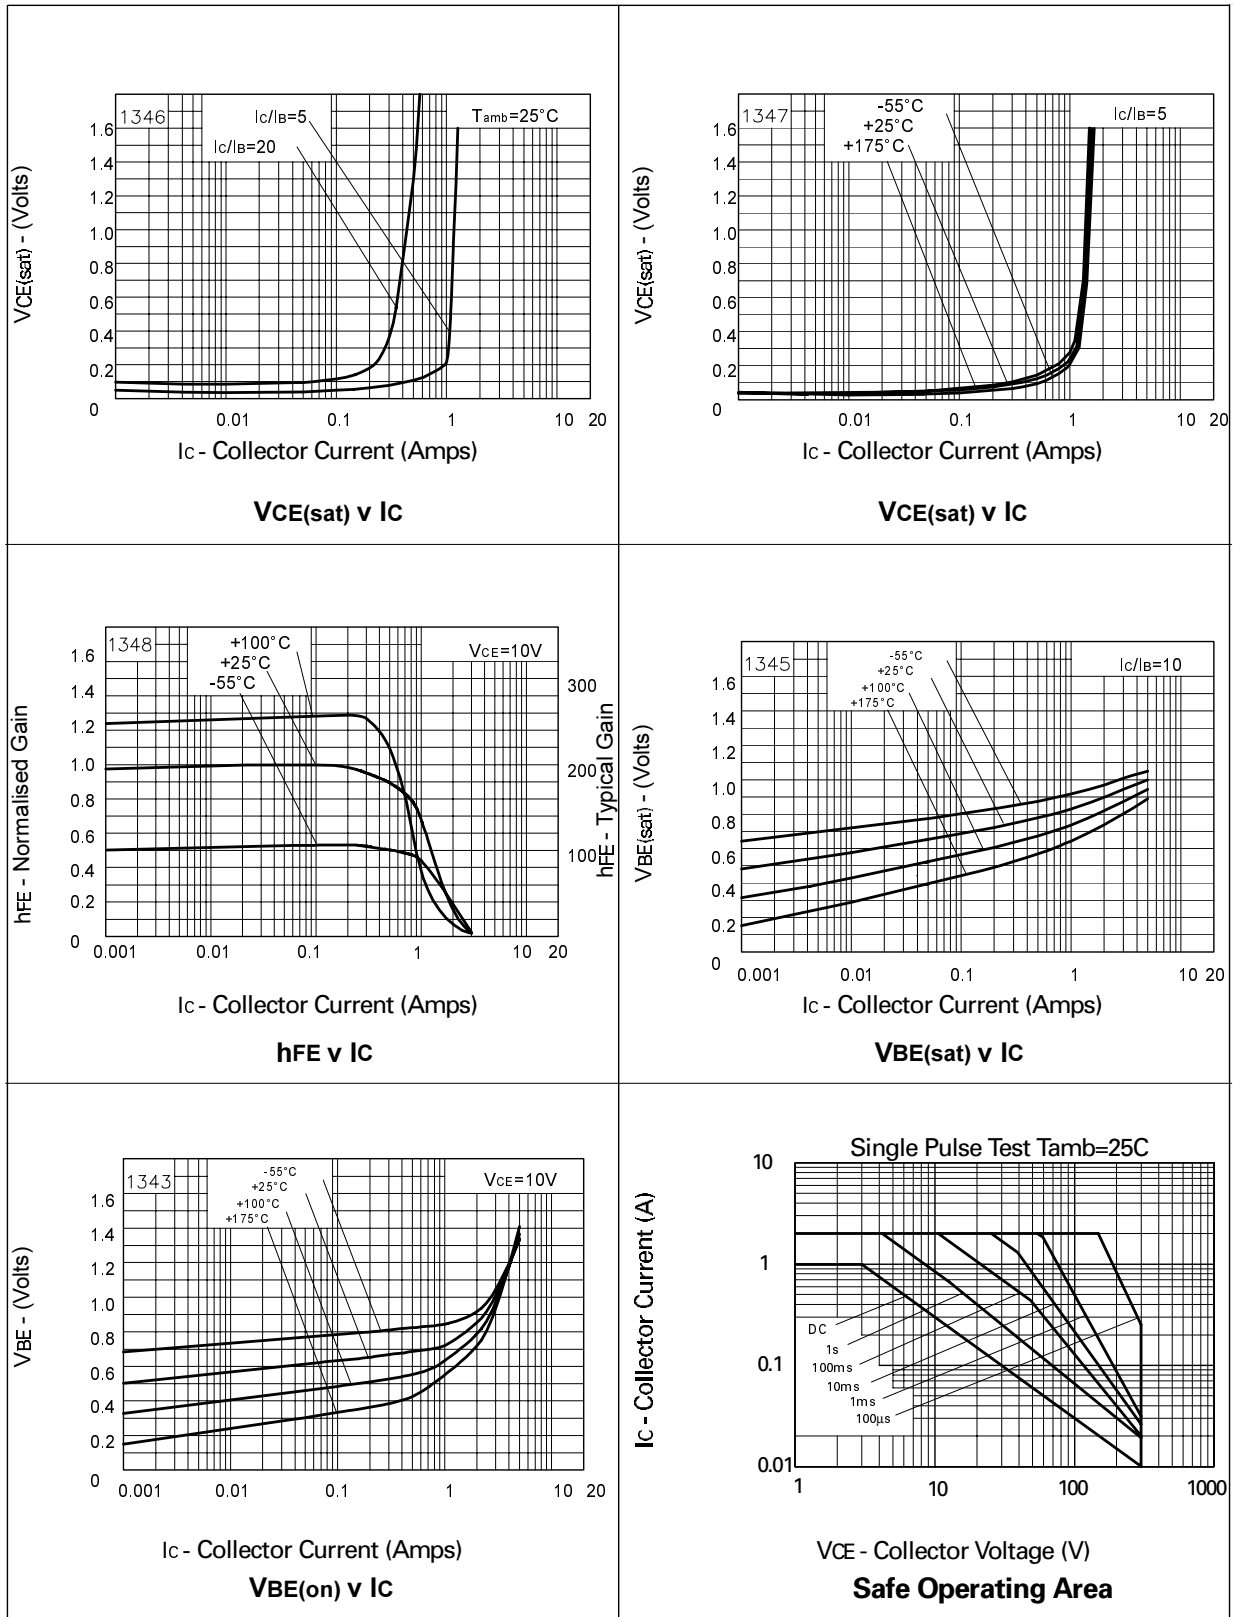 1346
IC/IB=5
Tamb=25°C
IC/IB=20
1.6
1.4
1.2
1.0
0.8
0.6
0.4
0.2
0
0.01 0.1 1 10 20
VCE(sat) - (Volts)
IC - Collector Current (Amps)
VCE(sat) v IC
1347
-55°C
+25°C
+175°C
IC/IB=5
1.6
1.4
1.2
1.0
0.8
0.6
0.4
0.2
0
0.01 0.1 1 10 20
VCE(sat) - (Volts)
IC - Collector Current (Amps)
VCE(sat) v IC
1348
+100°C
+25°C
-55°C
VCE=10V
1.6
1.4
1.2
1.0
0.8
0.6
0.4
0.2
0
300
200
100
0.001 0.01 0.1 1 10 20
hFE - Normalised Gain
hFE - Typical Gain
IC - Collector Current (Amps)
hFE v IC
1345
-55°C
+25°C
+100°C
+175°C
IC/IB=10
1.6
1.4
1.2
1.0
0.8
0.6
0.4
0.2
0
0.001 0.01 0.1 1 10 20
VBE(sat) - (Volts)
IC - Collector Current (Amps)
VBE(sat) v IC
1343
-55°C
+25°C
+100°C
+175°C
VCE=10V
1.6
1.4
1.2
1.0
0.8
0.6
0.4
0.2
0
0.001 0.01 0.1 1 10 20
VBE - (Volts)
IC - Collector Current (Amps)
VBE(on) v IC
Single Pulse Test Tamb=25C
10
1
0.1
0.01
DC
1s
100ms
10ms
1ms
100µs
1 10 100 1000
IC - Collector Current (A)
VCE - Collector Voltage (V)
Safe Operating Area